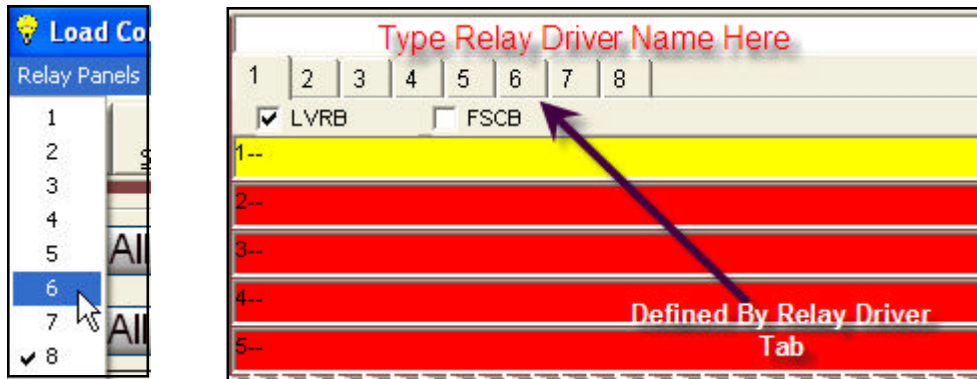 Load Co
Relay Panels
1
2
3
4
5
6
7
8
All
All
Type Relay Driver Name Here
1 2 3 4 5 6 7 8
LVRB FSCB
1--
2--
3--
4--
5--
Defined By Relay Driver
Tab